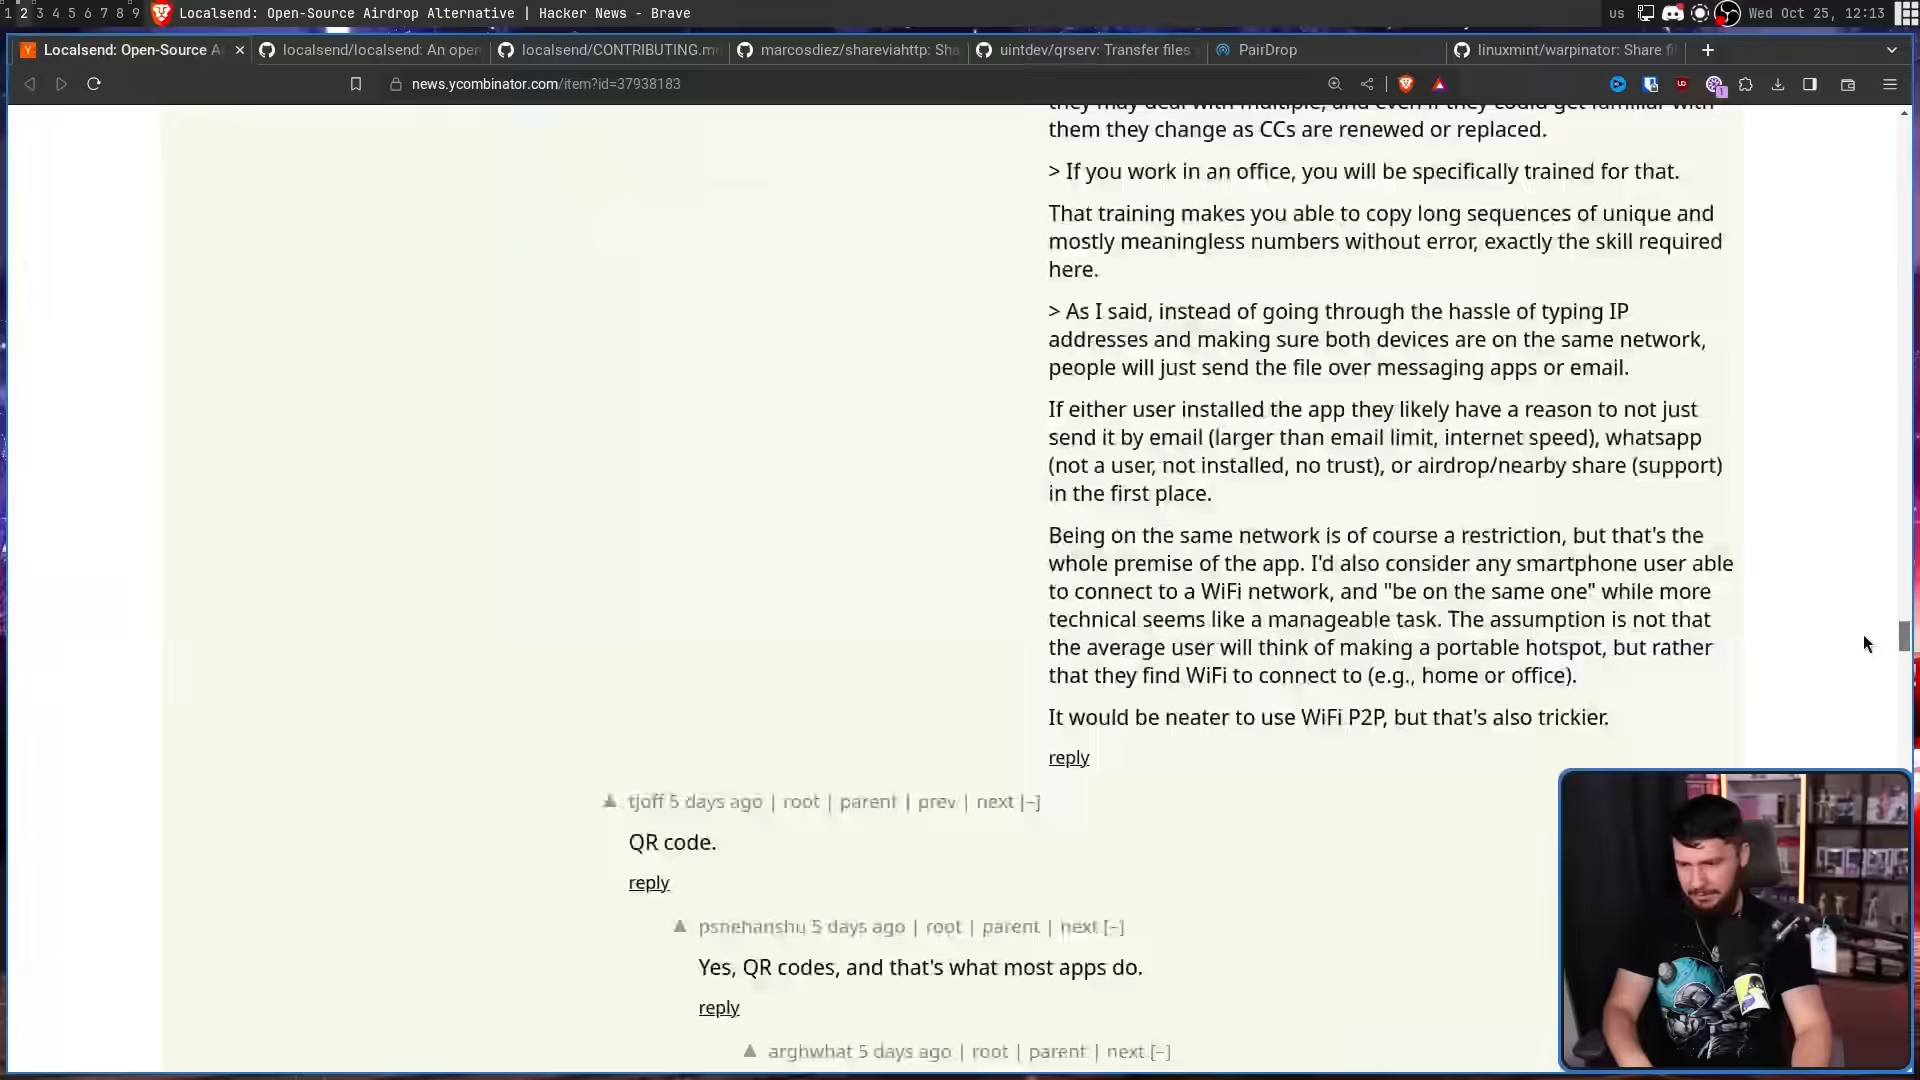 1 2 3 4 5 6 7 8 9 Localsend: Open-Source Airdrop Alternative | Hacker News - Brave us Wed Oct 25, 12:13
Localsend: Open-Source A localsend/localsend: An open localsend/CONTRIBUTING.m marcosdiez/shareviahttp: Sha uintdev/qrserv: Transfer files PairDrop linuxmint/warpinator: Share fi
news.ycombinator.com/item?id=37938183
they may deal with multiple, and even if they could get familiar with
them they change as CCs are renewed or replaced.
> If you work in an office, you will be specifically trained for that.
That training makes you able to copy long sequences of unique and
mostly meaningless numbers without error, exactly the skill required
here.
> As I said, instead of going through the hassle of typing IP
addresses and making sure both devices are on the same network,
people will just send the file over messaging apps or email.
If either user installed the app they likely have a reason to not just
send it by email (larger than email limit, internet speed), whatsapp
(not a user, not installed, no trust), or airdrop/nearby share (support)
in the first place.
Being on the same network is of course a restriction, but that's the
whole premise of the app. I'd also consider any smartphone user able
to connect to a WiFi network, and "be on the same one" while more
technical seems like a manageable task. The assumption is not that
the average user will think of making a portable hotspot, but rather
that they find WiFi to connect to (e.g., home or office).
It would be neater to use WiFi P2P, but that's also trickier.
reply
tjoff 5 days ago | root | parent | prev | next [–]
QR code.
reply
psnehanshu 5 days ago | root | parent | next [–]
Yes, QR codes, and that's what most apps do.
reply
arghwhat 5 days ago | root | parent | next [–]